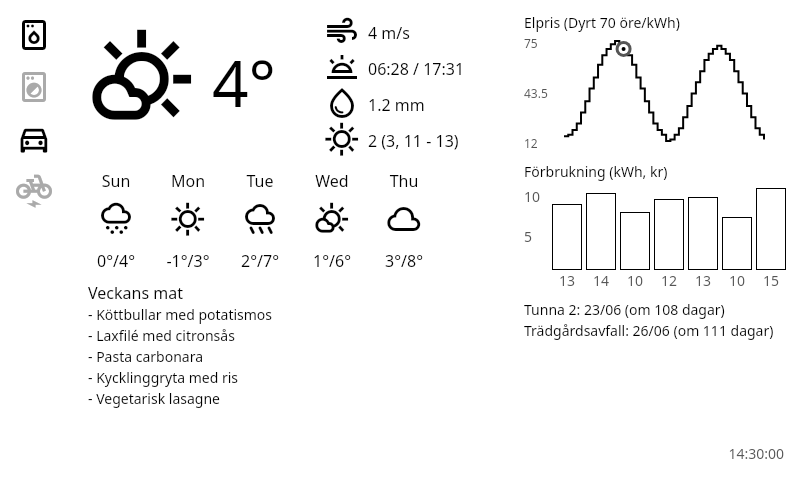 4°
4 m/s
06:28 / 17:31
1.2 mm
2 (3, 11 - 13)
Sun Mon Tue Wed Thu
0°/4° -1°/3° 2°/7° 1°/6° 3°/8°
Veckans mat
- Köttbullar med potatismos
- Laxfilé med citronsås
- Pasta carbonara
- Kycklinggryta med ris
- Vegetarisk lasagne
Elpris (Dyrt 70 öre/kWh)
75
43.5
12
Förbrukning (kWh, kr)
10
5
13 14 10 12 13 10 15
Tunna 2: 23/06 (om 108 dagar)
Trädgårdsavfall: 26/06 (om 111 dagar)
14:30:00